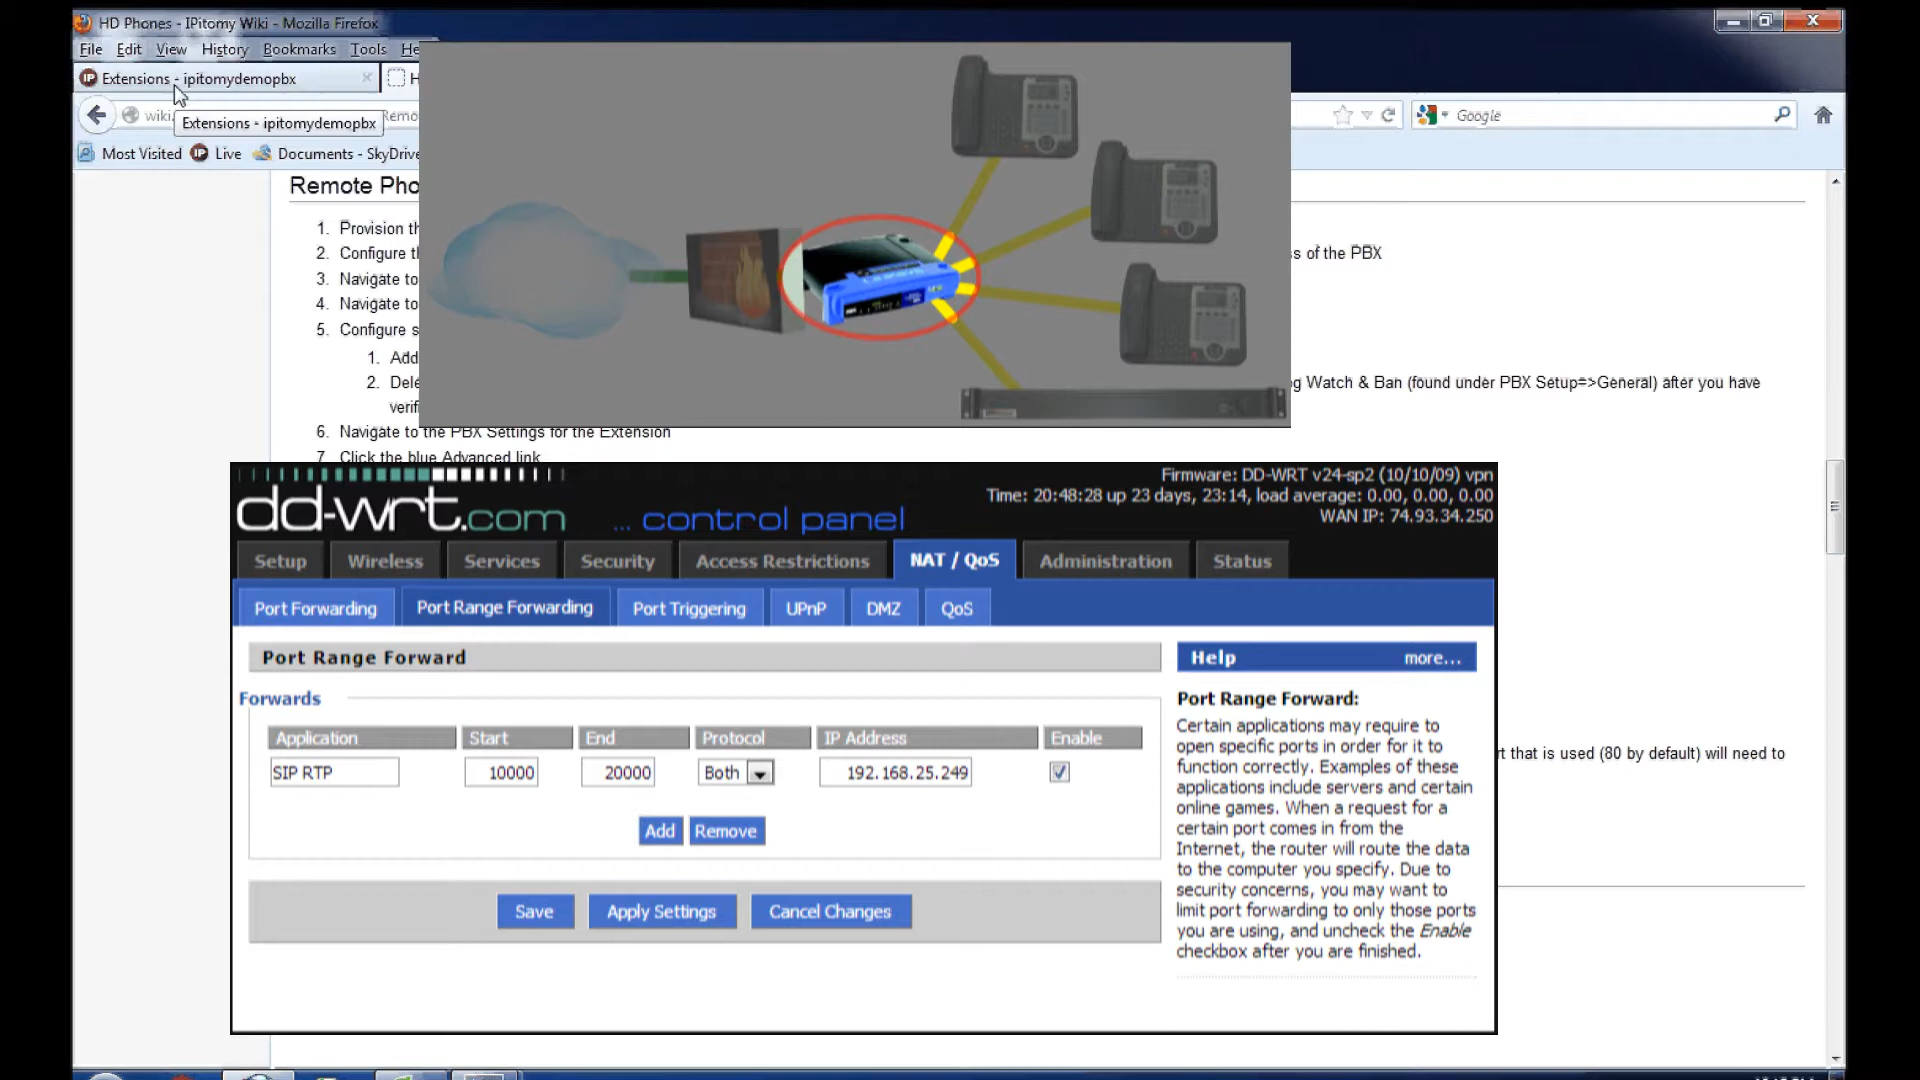 HD Phones - IPitomy Wiki - Mozilla Firefox
File Edit View History Bookmarks Tools
Extensions - ipitomydemopbx
Google
Extensions - ipitomydemopbx
Most Visited Live Documents - SkyDrive
Remote
1. Provision
2. Configure s of the PBX
3. Navigate to
4. Navigate to
5. Configure
1. Add
2. Watch & Ban (found under PBX Setup=>General) after you have
6. Navigate to the PBX Settings for the Extension
7. Click the blue Advanced link
dd-wrt.com ... control panel
Firmware: DD-WRT v24-sp2 (10/10/09) vpn
Time: 20:48:28 up 23 days, 23:14, load average: 0.00, 0.00, 0.00
WAN IP: 74.93.34.250
Setup Wireless Services Security Access Restrictions NAT / QoS Administration Status
Port Forwarding Port Range Forwarding Port Triggering UPnP DMZ QoS
Port Range Forward
Forwards
Application Start End Protocol IP Address Enable
SIP RTP 10000 20000 Both 192.168.25.249
Add Remove
Save Apply Settings Cancel Changes
Help more...
Port Range Forward:
Certain applications may require to
open specific ports in order for it to
function correctly. Examples of these
applications include servers and certain
online games. When a request for a
certain port comes in from the
Internet, the router will route the data
to the computer you specify. Due to
security concerns, you may want to
limit port forwarding to only those ports
you are using, and uncheck the Enable
checkbox after you are finished.
rt that is used (80 by default) will need to